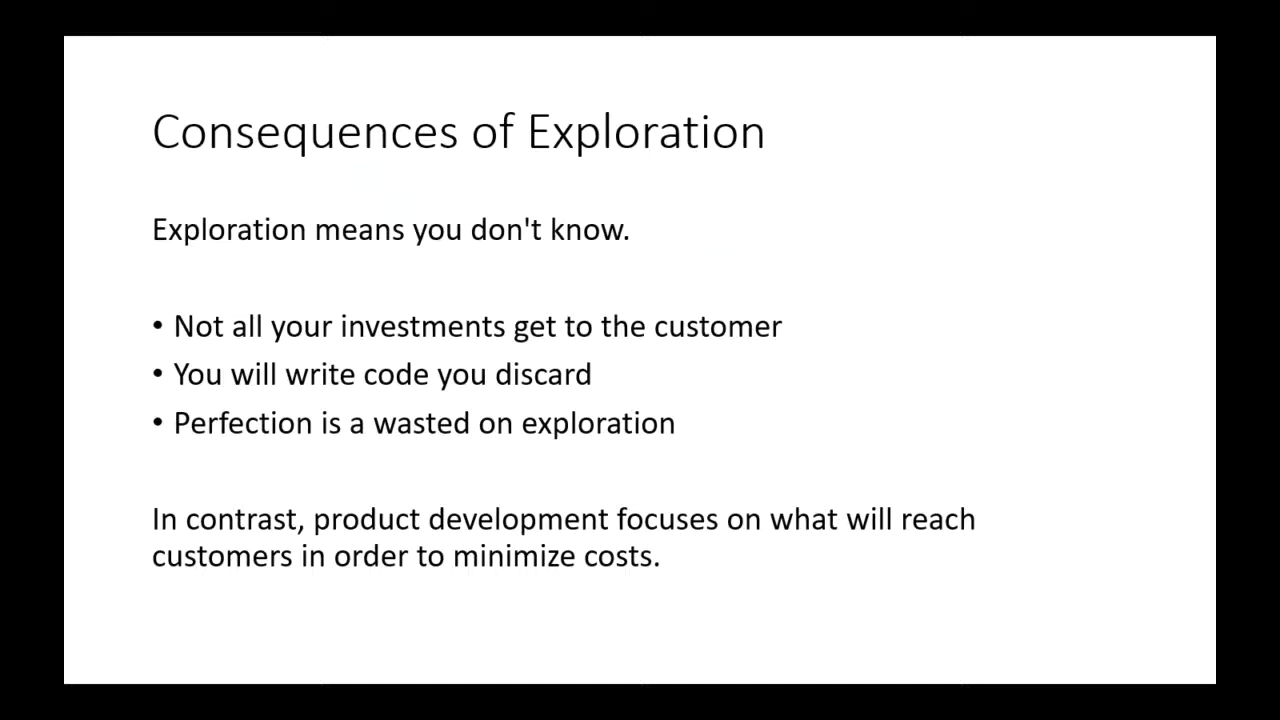 Consequences of Exploration
Exploration means you don't know.
• Not all your investments get to the customer
• You will write code you discard
• Perfection is a wasted on exploration
In contrast, product development focuses on what will reach
customers in order to minimize costs.